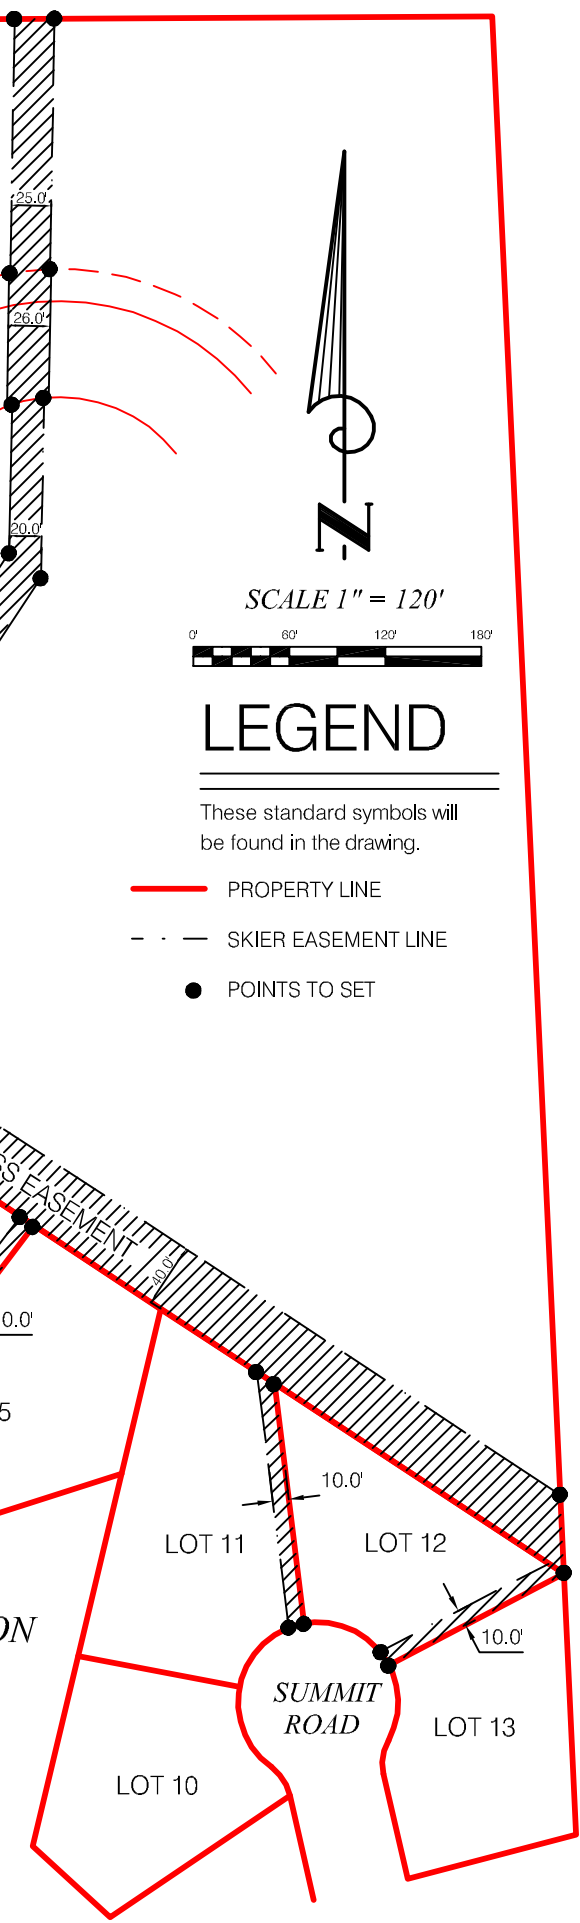 25.0'
26.0'
20.0'
N
SCALE 1" = 120'
0' 60' 120' 180'
LEGEND
These standard symbols will
be found in the drawing.
PROPERTY LINE
SKIER EASEMENT LINE
POINTS TO SET
SS EASEMENT
40.0'
0.0'
5
10.0'
LOT 11
LOT 12
ON
10.0'
SUMMIT
ROAD
LOT 13
LOT 10